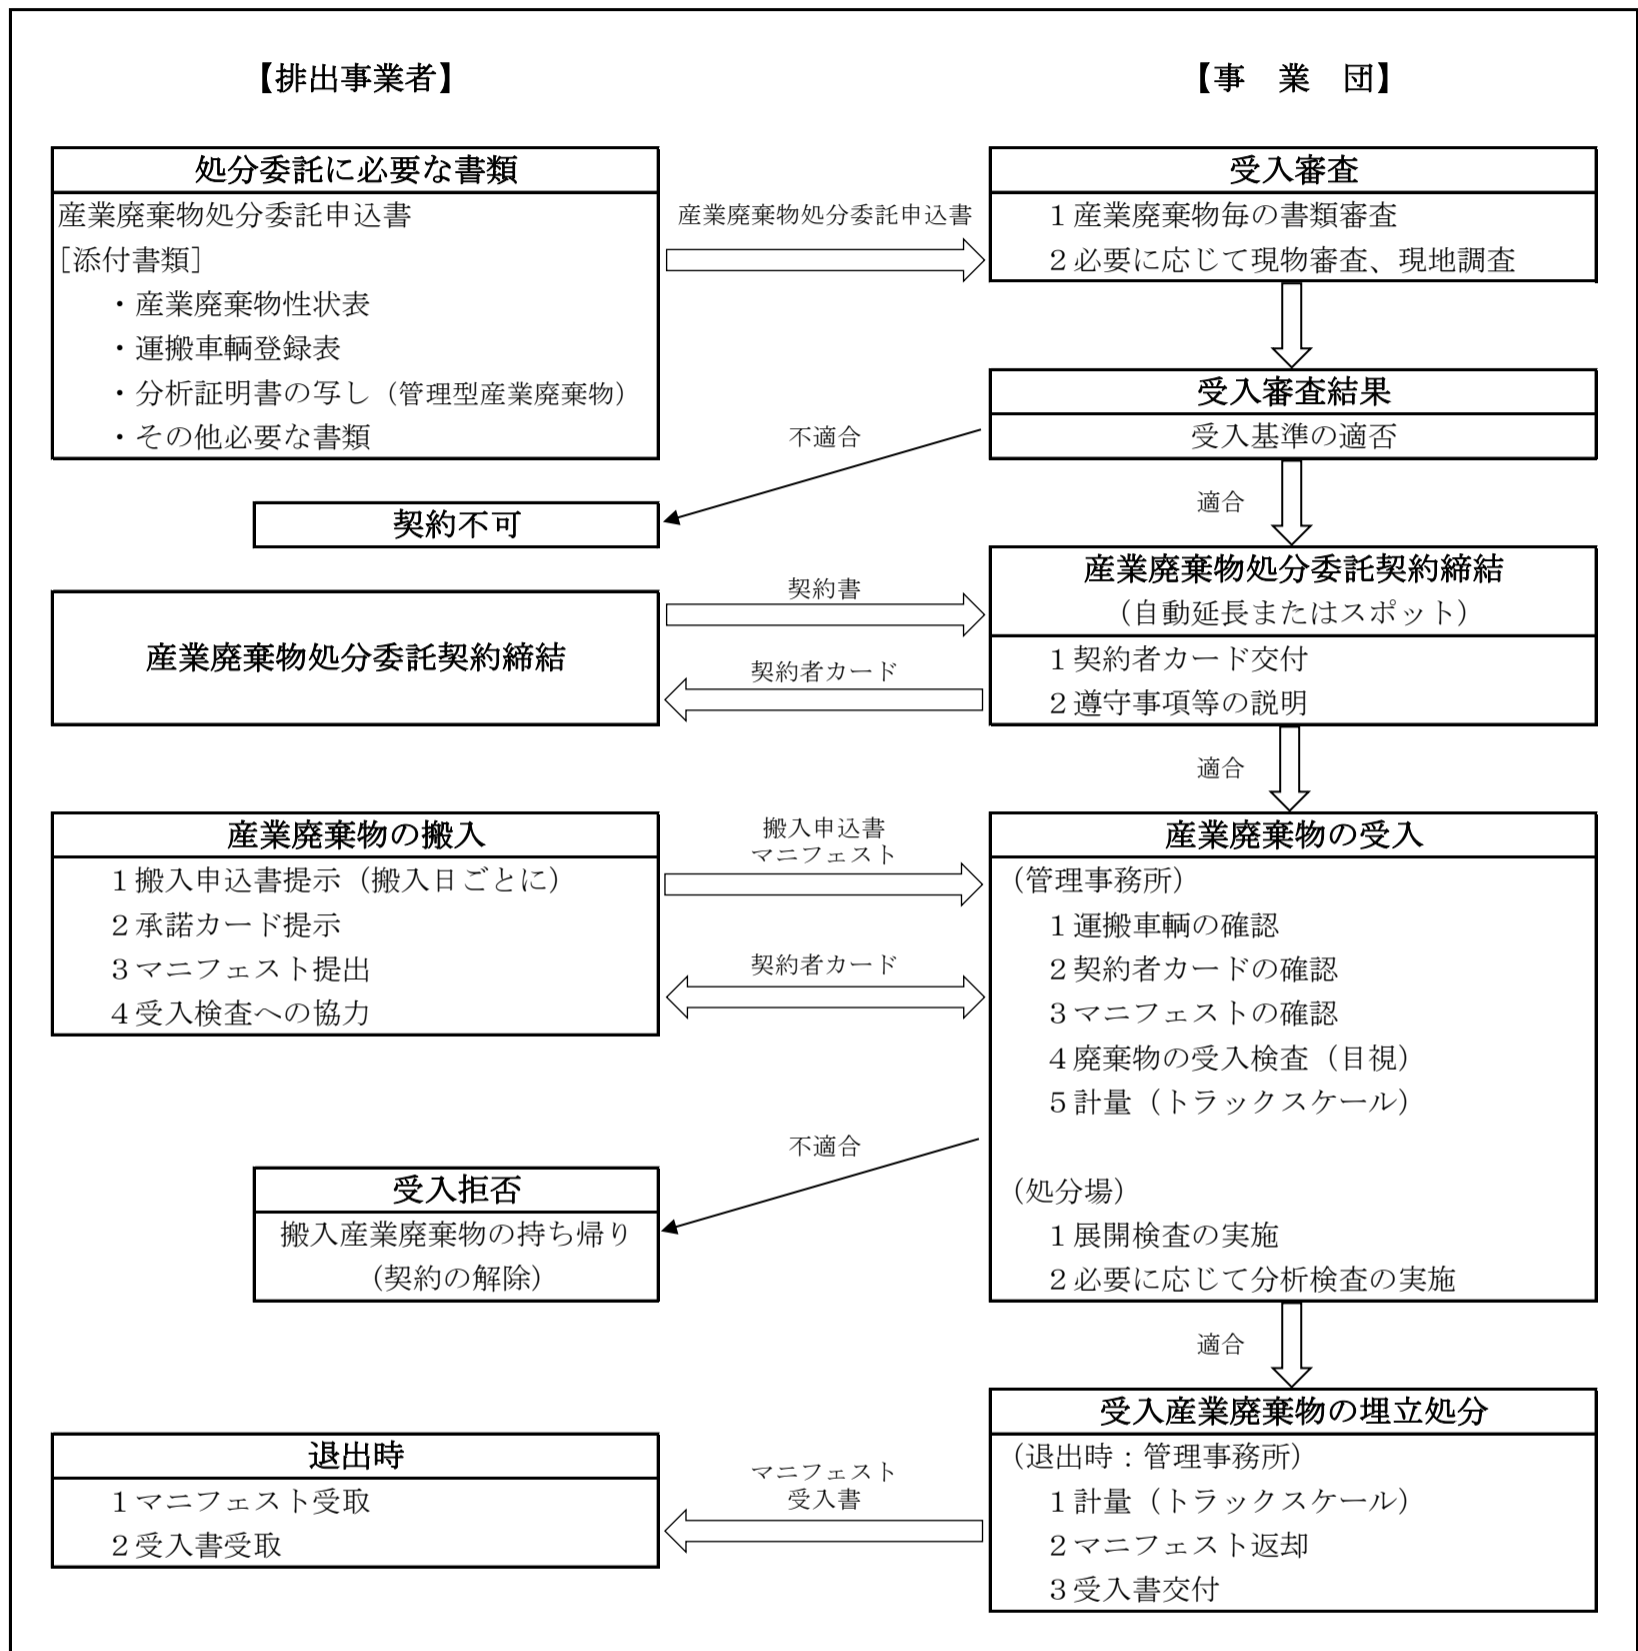 【排出事業者】
【事　業　団】
処分委託に必要な書類
産業廃棄物処分委託申込書
[添付書類]
・産業廃棄物性状表
・運搬車輌登録表
・分析証明書の写し（管理型産業廃棄物）
・その他必要な書類
産業廃棄物処分委託申込書
受入審査
１産業廃棄物毎の書類審査
２必要に応じて現物審査、現地調査
受入審査結果
受入基準の適否
不適合
契約不可
適合
産業廃棄物処分委託契約締結
契約書
契約者カード
産業廃棄物処分委託契約締結
（自動延長またはスポット）
１契約者カード交付
２遵守事項等の説明
適合
産業廃棄物の搬入
１搬入申込書提示（搬入日ごとに）
２承諾カード提示
３マニフェスト提出
４受入検査への協力
搬入申込書
マニフェスト
契約者カード
産業廃棄物の受入
（管理事務所）
１運搬車輌の確認
２契約者カードの確認
３マニフェストの確認
４廃棄物の受入検査（目視）
５計量（トラックスケール）
（処分場）
１展開検査の実施
２必要に応じて分析検査の実施
不適合
受入拒否
搬入産業廃棄物の持ち帰り
（契約の解除）
適合
受入産業廃棄物の埋立処分
（退出時：管理事務所）
１計量（トラックスケール）
２マニフェスト返却
３受入書交付
マニフェスト
受入書
退出時
１マニフェスト受取
２受入書受取